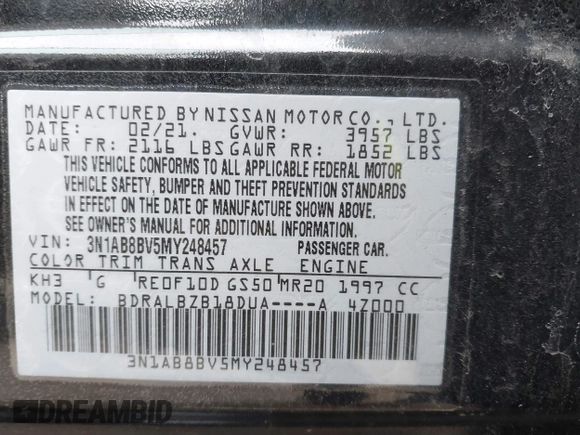 MANUFACTURED BY NISSAN MOTOR CO., LTD.
DATE: 02/21. GVWR: 3957 LBS
GAWR FR: 2116 LBS GAWR RR: 1852 LBS
THIS VEHICLE CONFORMS TO ALL APPLICABLE FEDERAL MOTOR
VEHICLE SAFETY, BUMPER AND THEFT PREVENTION STANDARDS
IN EFFECT ON THE DATE OF MANUFACTURE SHOWN ABOVE.
SEE OWNER'S MANUAL FOR ADDITIONAL INFORMATION.
VIN: 3N1AB8BV5MY248457 PASSENGER CAR.
COLOR TRIM TRANS AXLE ENGINE
KH3 G RE0F10D GS50 MR20 1997 CC
MODEL: BDRALBZB18DUA----A 4Z000
3N1AB8BV5MY248457
DREAMBID